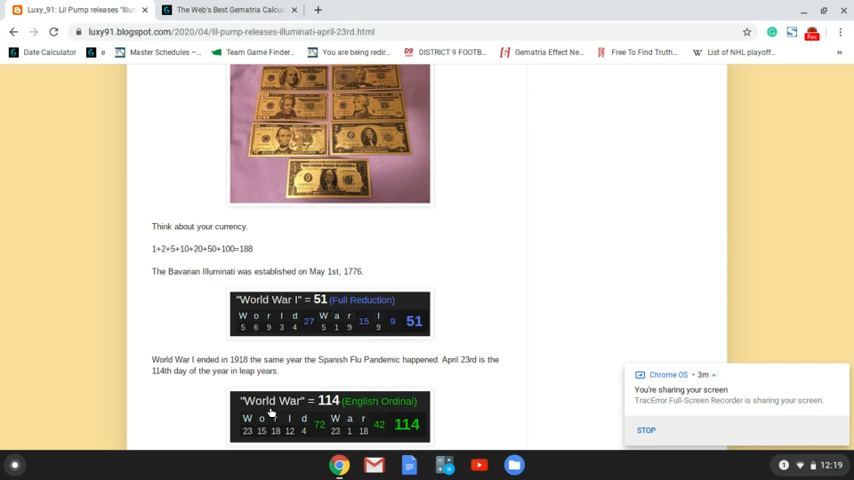 Luxy_91: Lil Pump releases "Illus
The Web's Best Gematria Calcul
luxy91.blogspot.com/2020/04/lil-pump-releases-illuminati-april-23rd.html
Rec
Date Calculator
e
Master Schedules –...
Team Game Finder...
You are being redir...
DISTRICT 9 FOOTB...
Gematria Effect Ne...
Free To Find Truth...
List of NHL playoff...
Think about your currency.
1+2+5+10+20+50+100=188
The Bavarian Illuminati was established on May 1st, 1776.
"World War I" = 51 (Full Reduction)
W o r l d 27 W a r 15 I 9 51
5 6 9 3 4 5 1 9 9
World War I ended in 1918 the same year the Spanish Flu Pandemic happened. April 23rd is the
114th day of the year in leap years.
"World War" = 114 (English Ordinal)
W o r l d 72 W a r 42 114
23 15 18 12 4 23 1 18
Chrome OS • 3m
You're sharing your screen
TracError Full-Screen Recorder is sharing your screen.
STOP
1
12:19